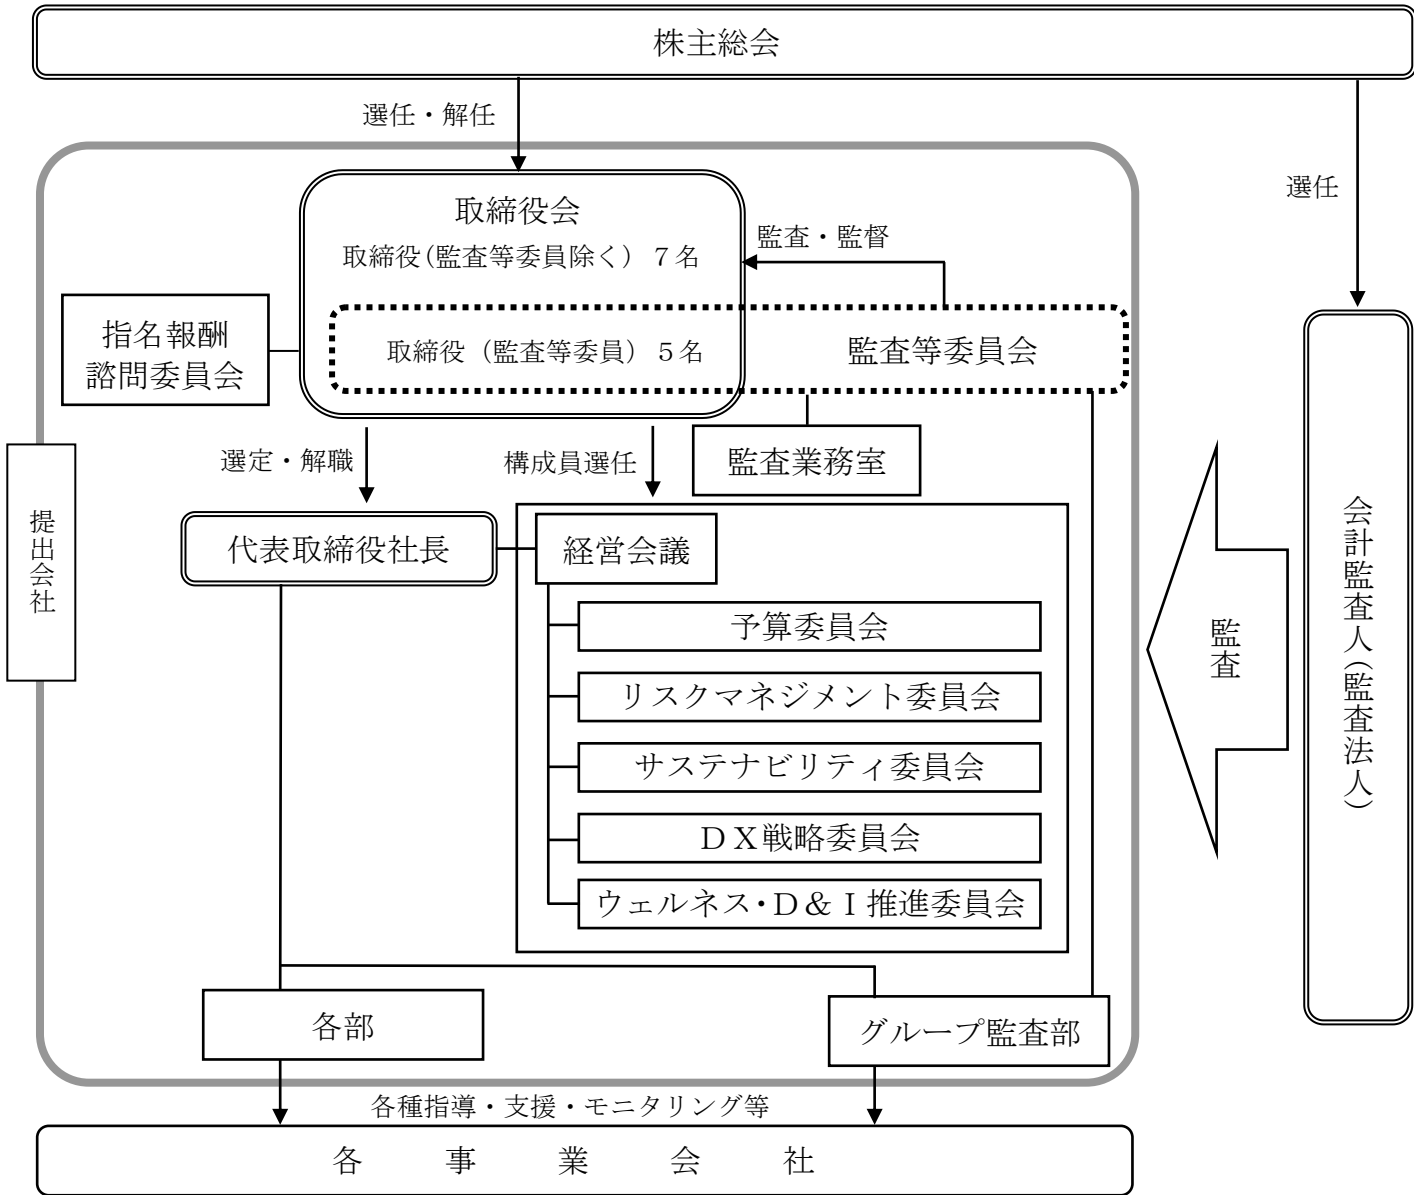 株主総会
選任・解任
選任
取締役会
監査・監督
取締役(監査等委員除く) 7名
指名報酬
諮問委員会
取締役（監査等委員）5名
監査等委員会
選定・解職
構成員選任
監査業務室
提出会社
代表取締役社長
経営会議
会計監査人(監査法人)
予算委員会
監査
リスクマネジメント委員会
サステナビリティ委員会
ＤＸ戦略委員会
ウェルネス・Ｄ＆Ｉ推進委員会
各部
グループ監査部
各種指導・支援・モニタリング等
各　事　業　会　社